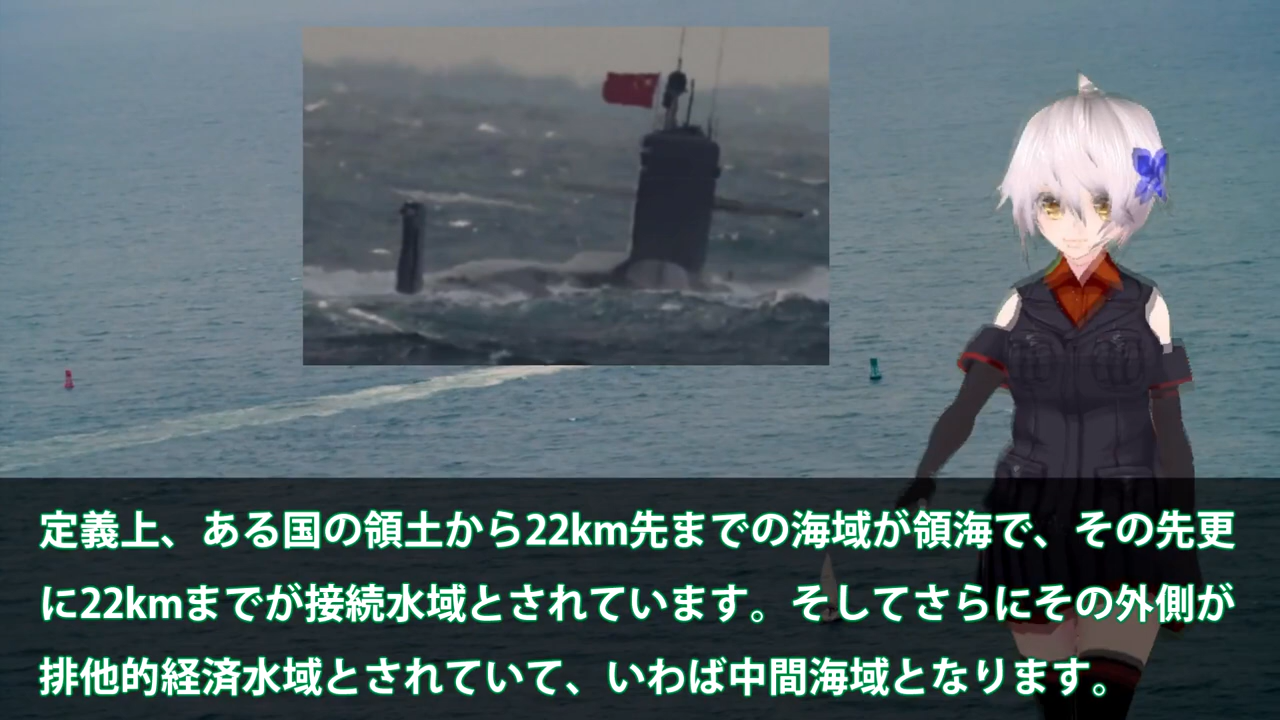 定義上、ある国の領土から22km先までの海域が領海で、その先更
に22kmまでが接続水域とされています。そしてさらにその外側が
排他的経済水域とされていて、いわば中間海域となります。